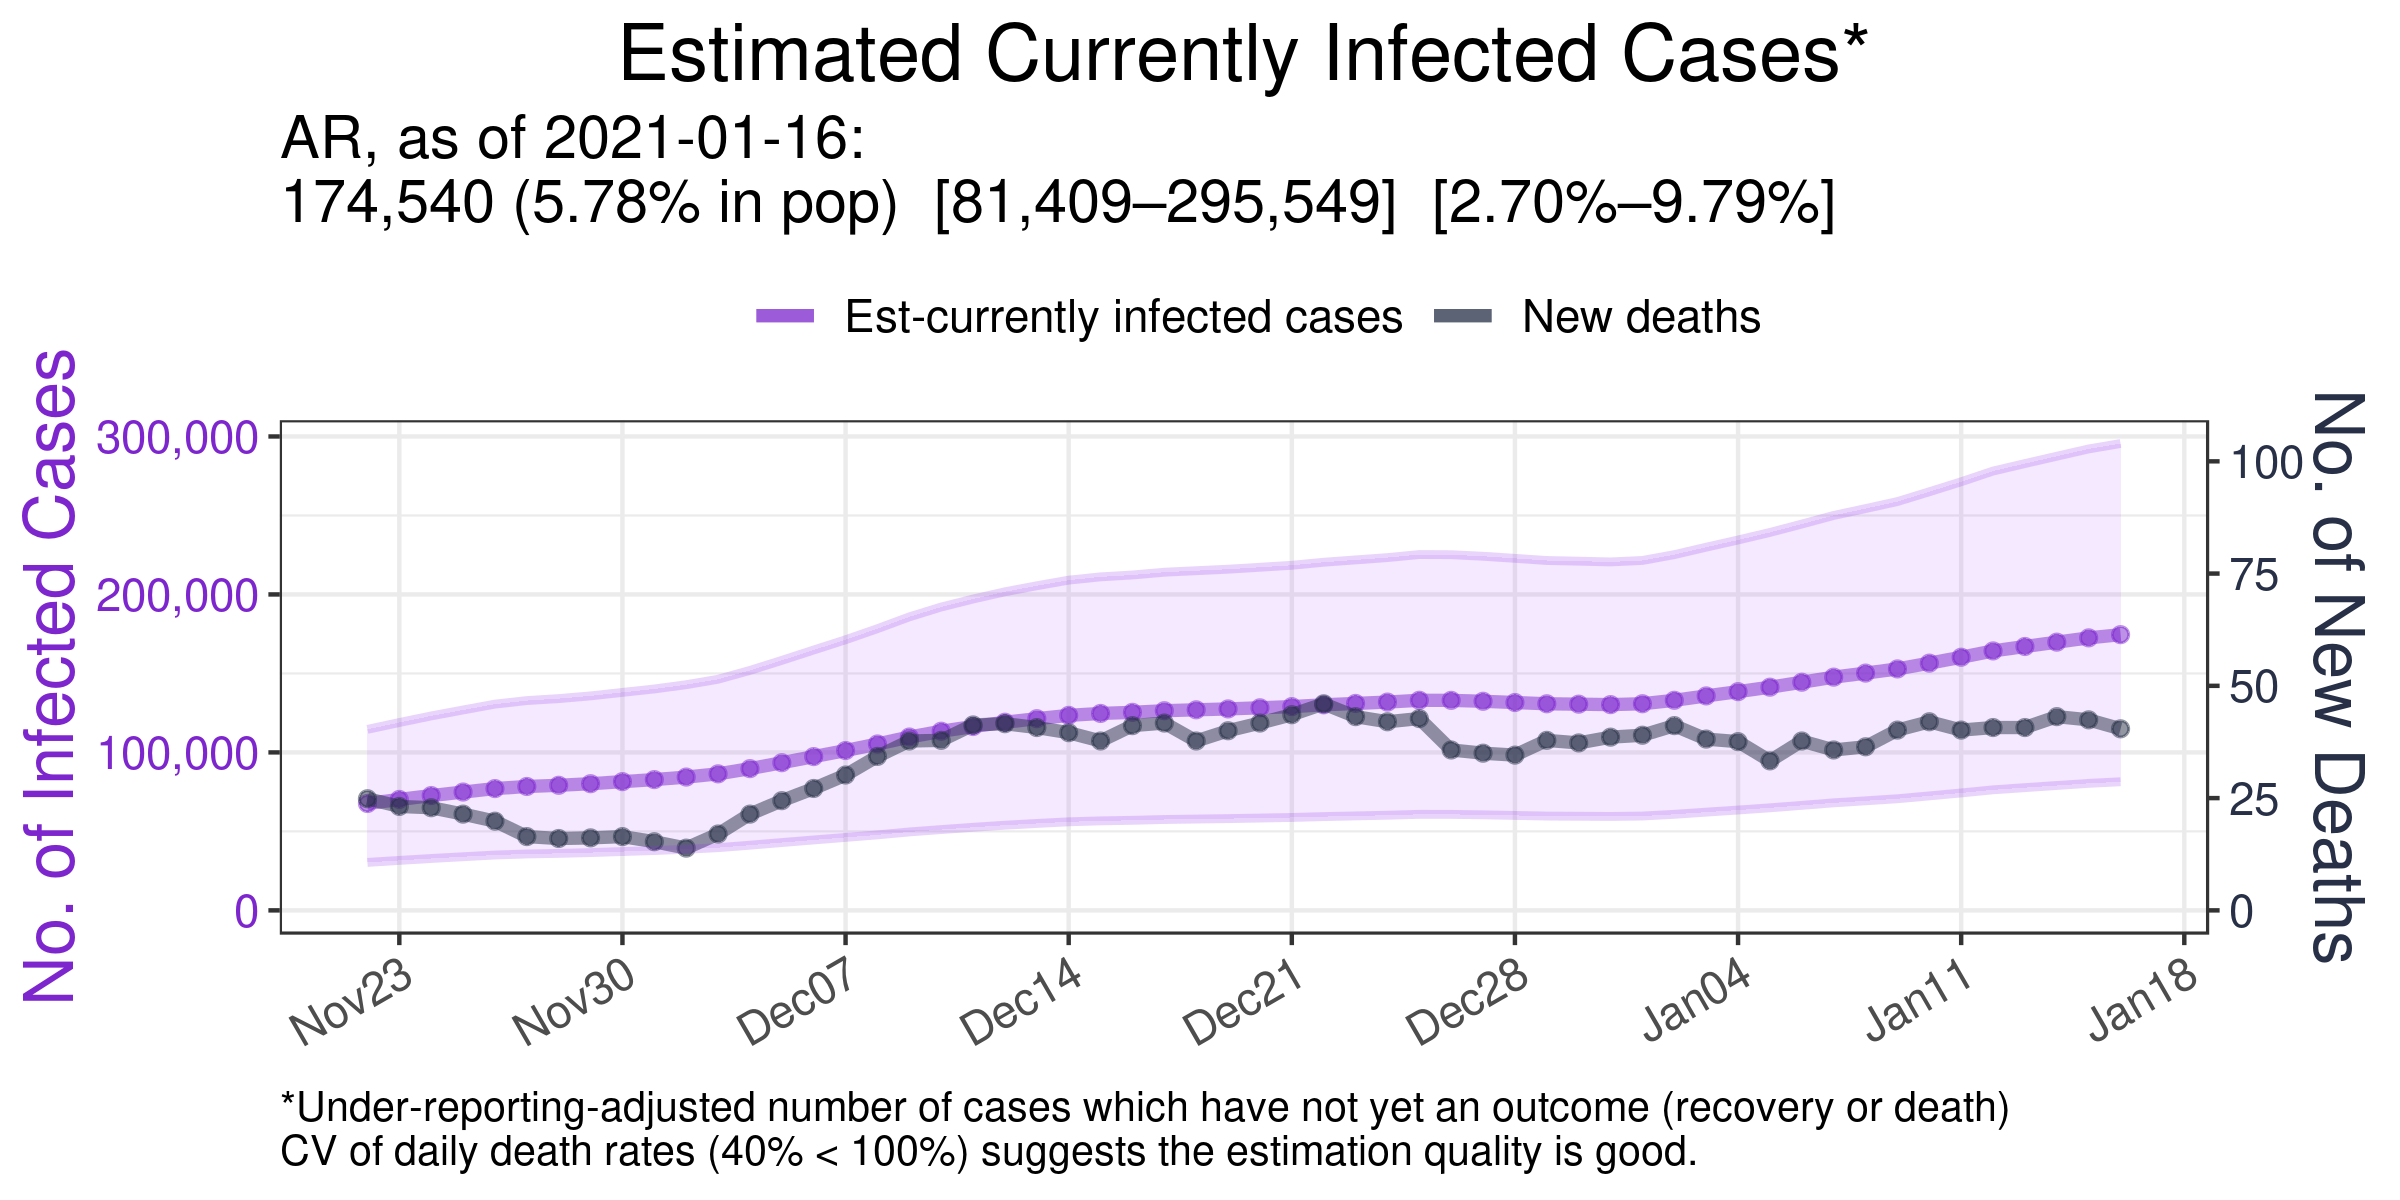 Estimated Currently Infected Cases*
AR, as of 2021-01-16:
174,540 (5.78% in pop)  [81,409–295,549]  [2.70%–9.79%]
Est-currently infected cases
New deaths
No. of Infected Cases
300,000
200,000
100,000
0
No. of New Deaths
100
75
50
25
0
Nov23
Nov30
Dec07
Dec14
Dec21
Dec28
Jan04
Jan11
Jan18
*Under-reporting-adjusted number of cases which have not yet an outcome (recovery or death)
CV of daily death rates (40% < 100%) suggests the estimation quality is good.